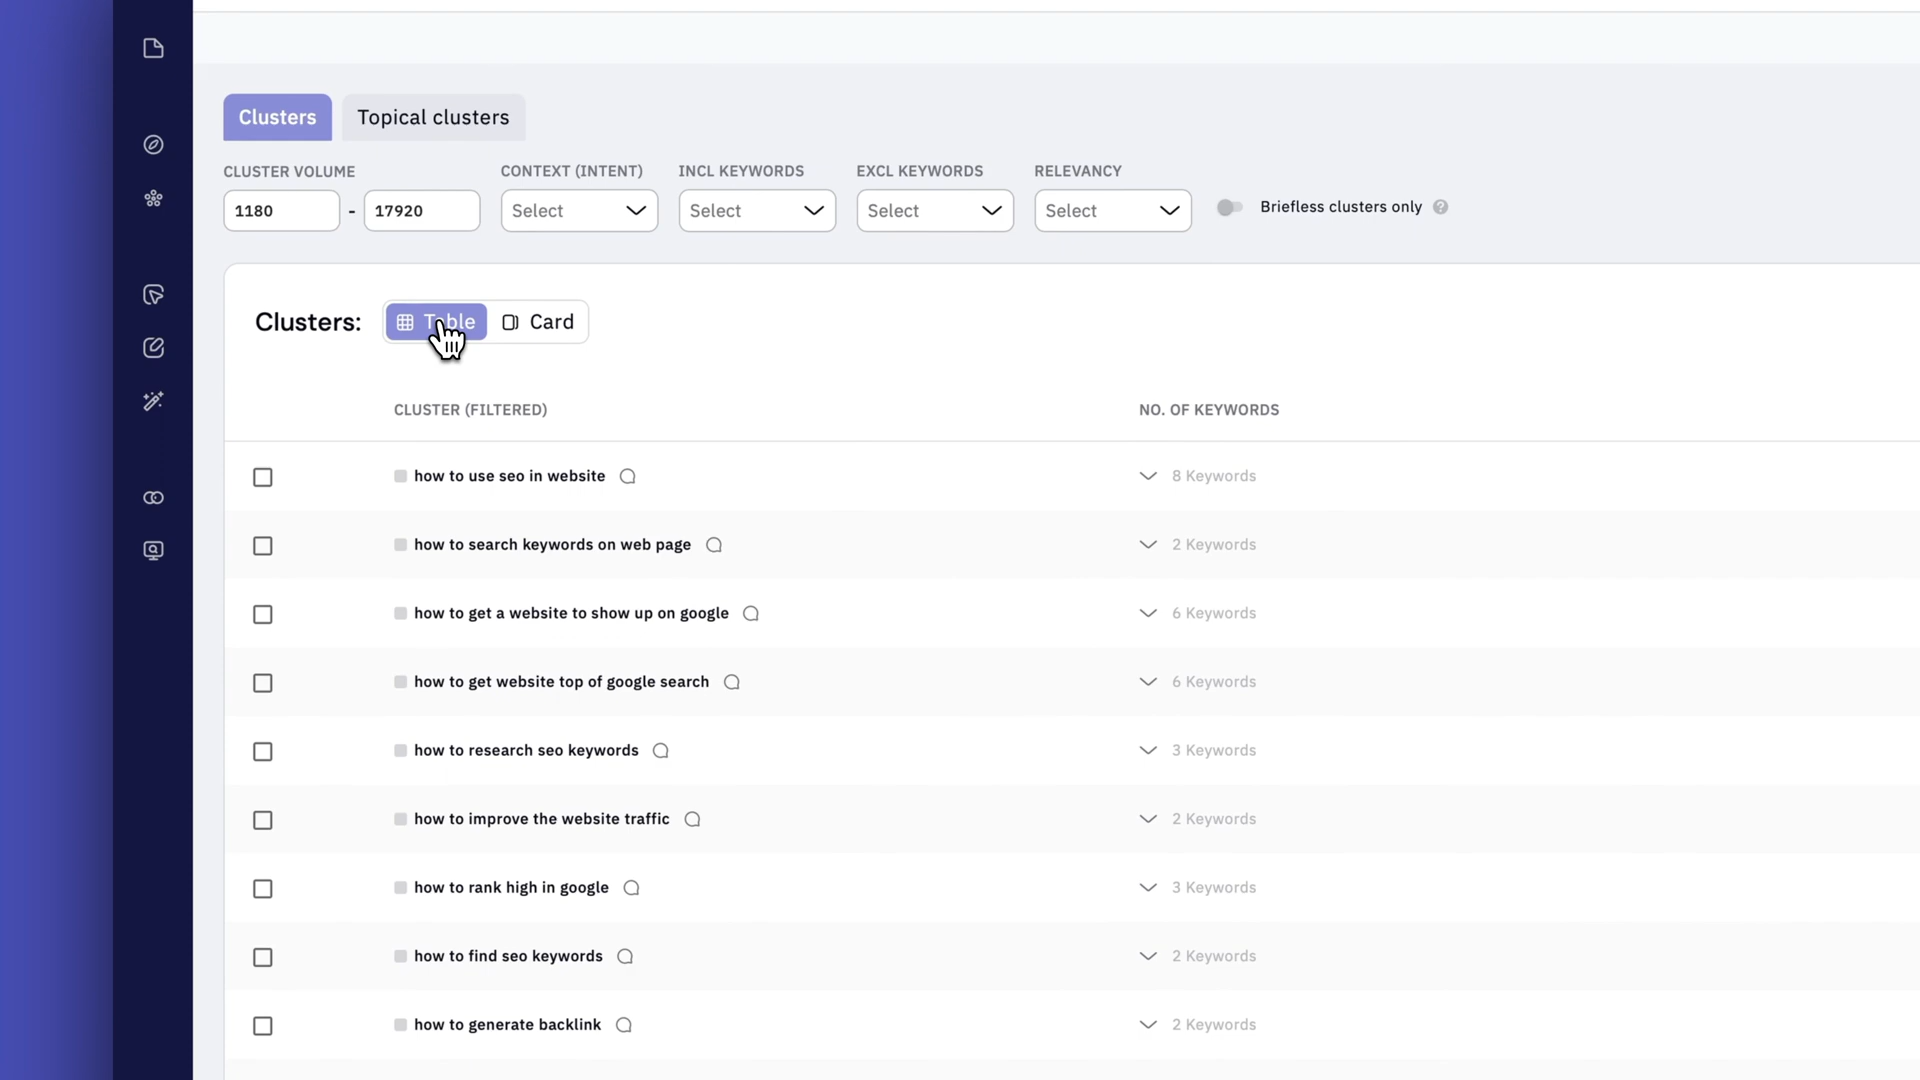 Clusters Topical clusters
CLUSTER VOLUME CONTEXT (INTENT) INCL KEYWORDS EXCL KEYWORDS RELEVANCY
1180 - 17920 Select Select Select Select Briefless clusters only ?
Clusters: Table Card
CLUSTER (FILTERED) NO. OF KEYWORDS
how to use seo in website 8 Keywords
how to search keywords on web page 2 Keywords
how to get a website to show up on google 6 Keywords
how to get website top of google search 6 Keywords
how to research seo keywords 3 Keywords
how to improve the website traffic 2 Keywords
how to rank high in google 3 Keywords
how to find seo keywords 2 Keywords
how to generate backlink 2 Keywords